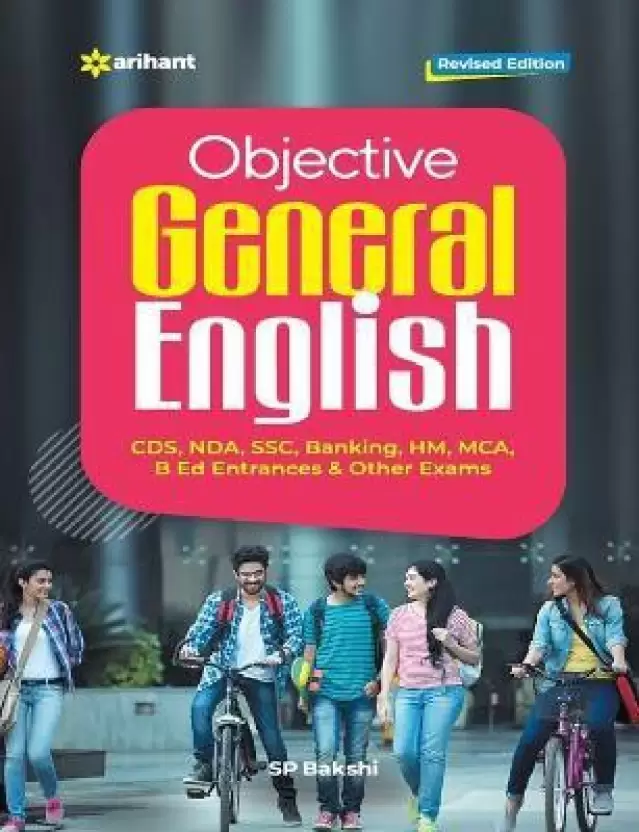 arihant
Revised Edition
Objective
General
English
CDS, NDA, SSC, Banking, HM, MCA,
B Ed Entrances & Other Exams
SP Bakshi